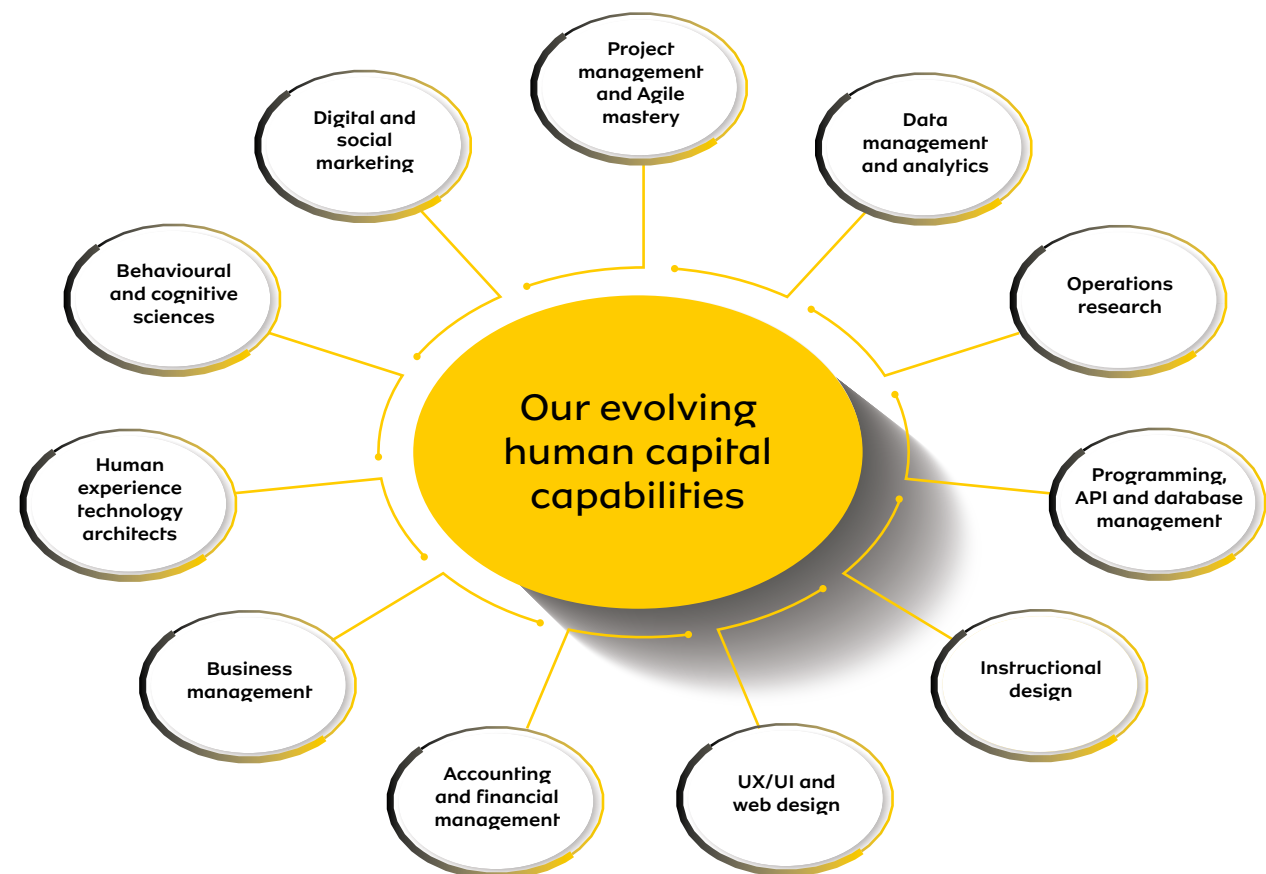 Project
management
and Agile
mastery
Data
management
and analytics
Operations
research
Programming,
API and database
management
Instructional
design
UX/UI and
web design
Accounting
and financial
management
Business
management
Human
experience
technology
architects
Behavioural
and cognitive
sciences
Digital and
social
marketing
Our evolving
human capital
capabilities